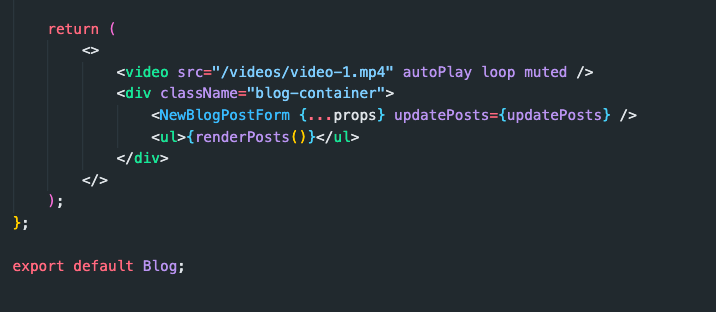 return (
<>
<video src="/videos/video-1.mp4" autoPlay loop muted />
<div className="blog-container">
<NewBlogPostForm {...props} updatePosts={updatePosts} />
<ul>{renderPosts()}</ul>
</div>
</>
);
};
export default Blog;